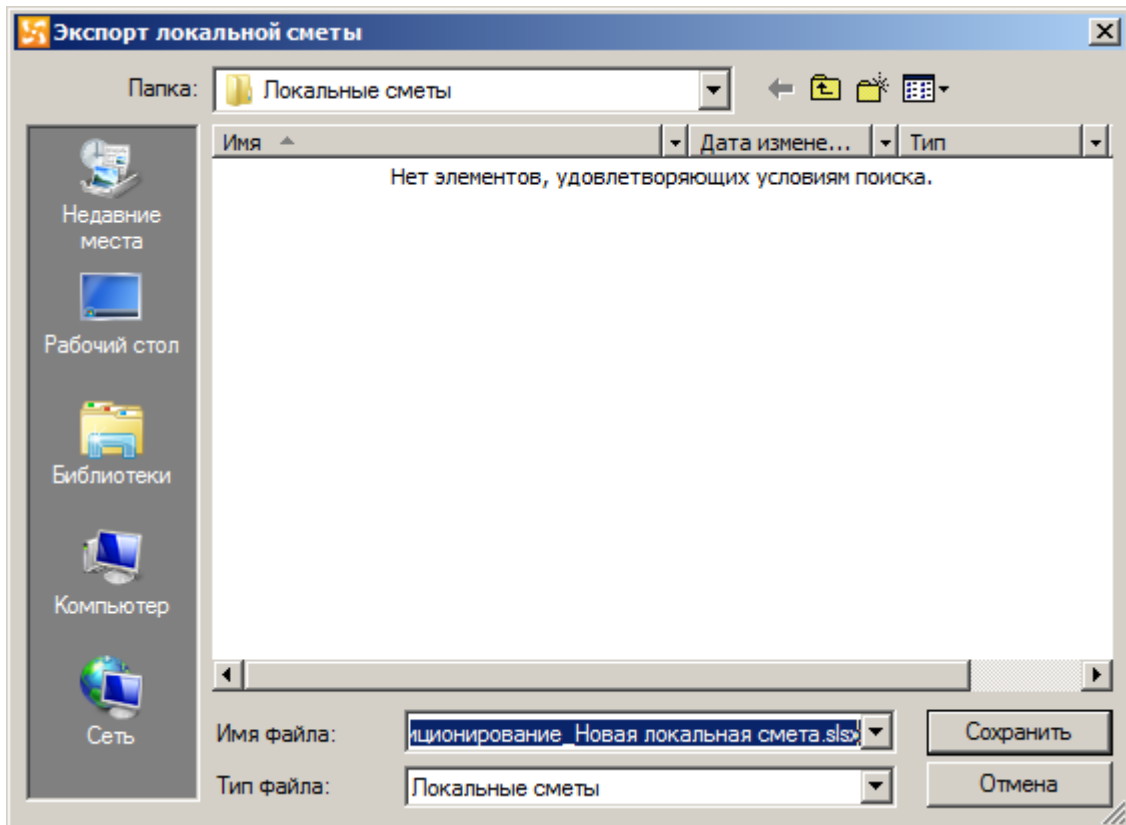 Экспорт локальной сметы
Папка:
Локальные сметы
Имя
Дата измене...
Тип
Нет элементов, удовлетворяющих условиям поиска.
Недавние
места
Рабочий стол
Библиотеки
Компьютер
Сеть
Имя файла:
иционирование_Новая локальная смета.slsx
Сохранить
Тип файла:
Локальные сметы
Отмена